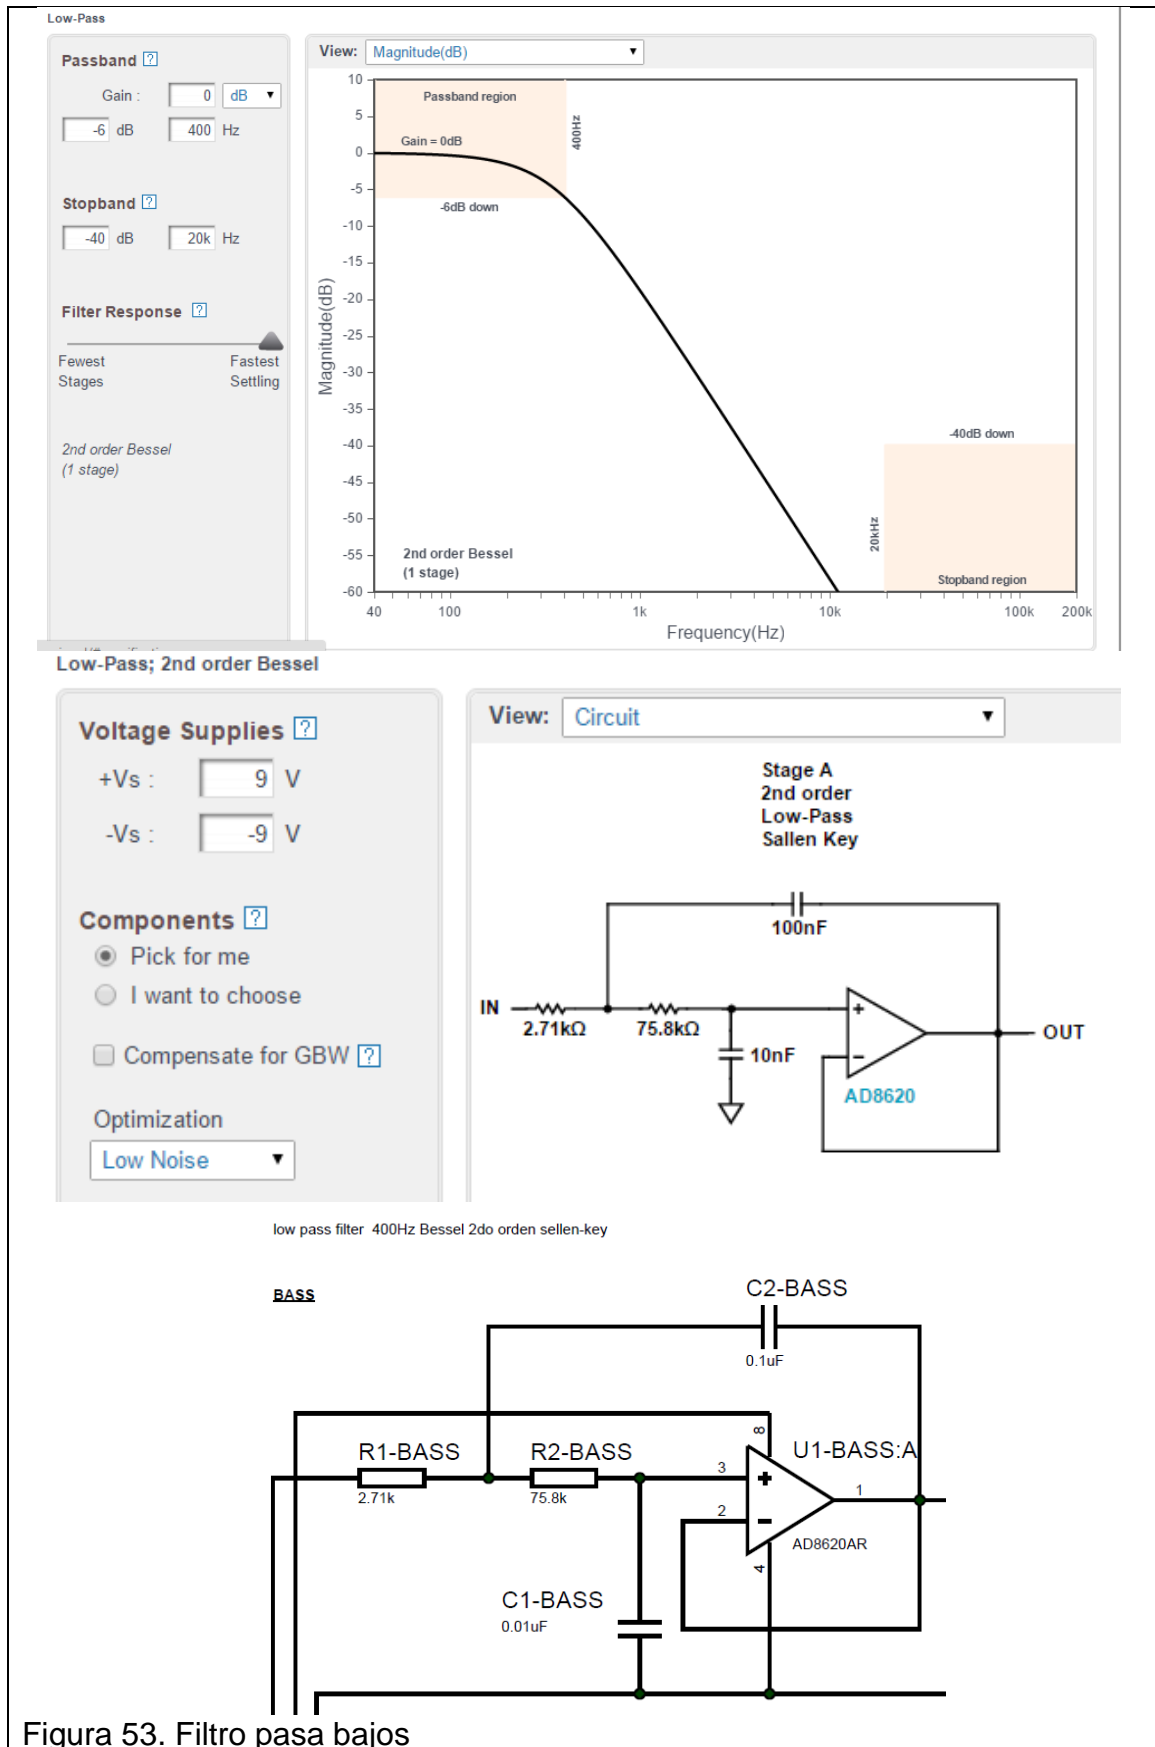 Low-Pass
Passband ?
Gain : 0 dB
-6 dB 400 Hz
Stopband ?
-40 dB 20k Hz
Filter Response ?
Fewest Stages
Fastest Settling
2nd order Bessel
(1 stage)
View: Magnitude(dB)
Passband region
400Hz
Gain = 0dB
-6dB down
-40dB down
20kHz
Stopband region
2nd order Bessel
(1 stage)
Magnitude(dB)
10
5
0
-5
-10
-15
-20
-25
-30
-35
-40
-45
-50
-55
-60
40 100 1k 10k 100k 200k
Frequency(Hz)
Low-Pass; 2nd order Bessel
Voltage Supplies ?
+Vs : 9 V
-Vs : -9 V
Components ?
Pick for me
I want to choose
Compensate for GBW ?
Optimization
Low Noise
View: Circuit
Stage A
2nd order
Low-Pass
Sallen Key
100nF
IN
2.71kΩ
75.8kΩ
10nF
+
-
OUT
AD8620
low pass filter 400Hz Bessel 2do orden sellen-key
BASS
C2-BASS
0.1uF
R1-BASS
2.71k
R2-BASS
75.8k
U1-BASS:A
8
3
2
1
4
+
-
AD8620AR
C1-BASS
0.01uF
Figura 53. Filtro pasa bajos